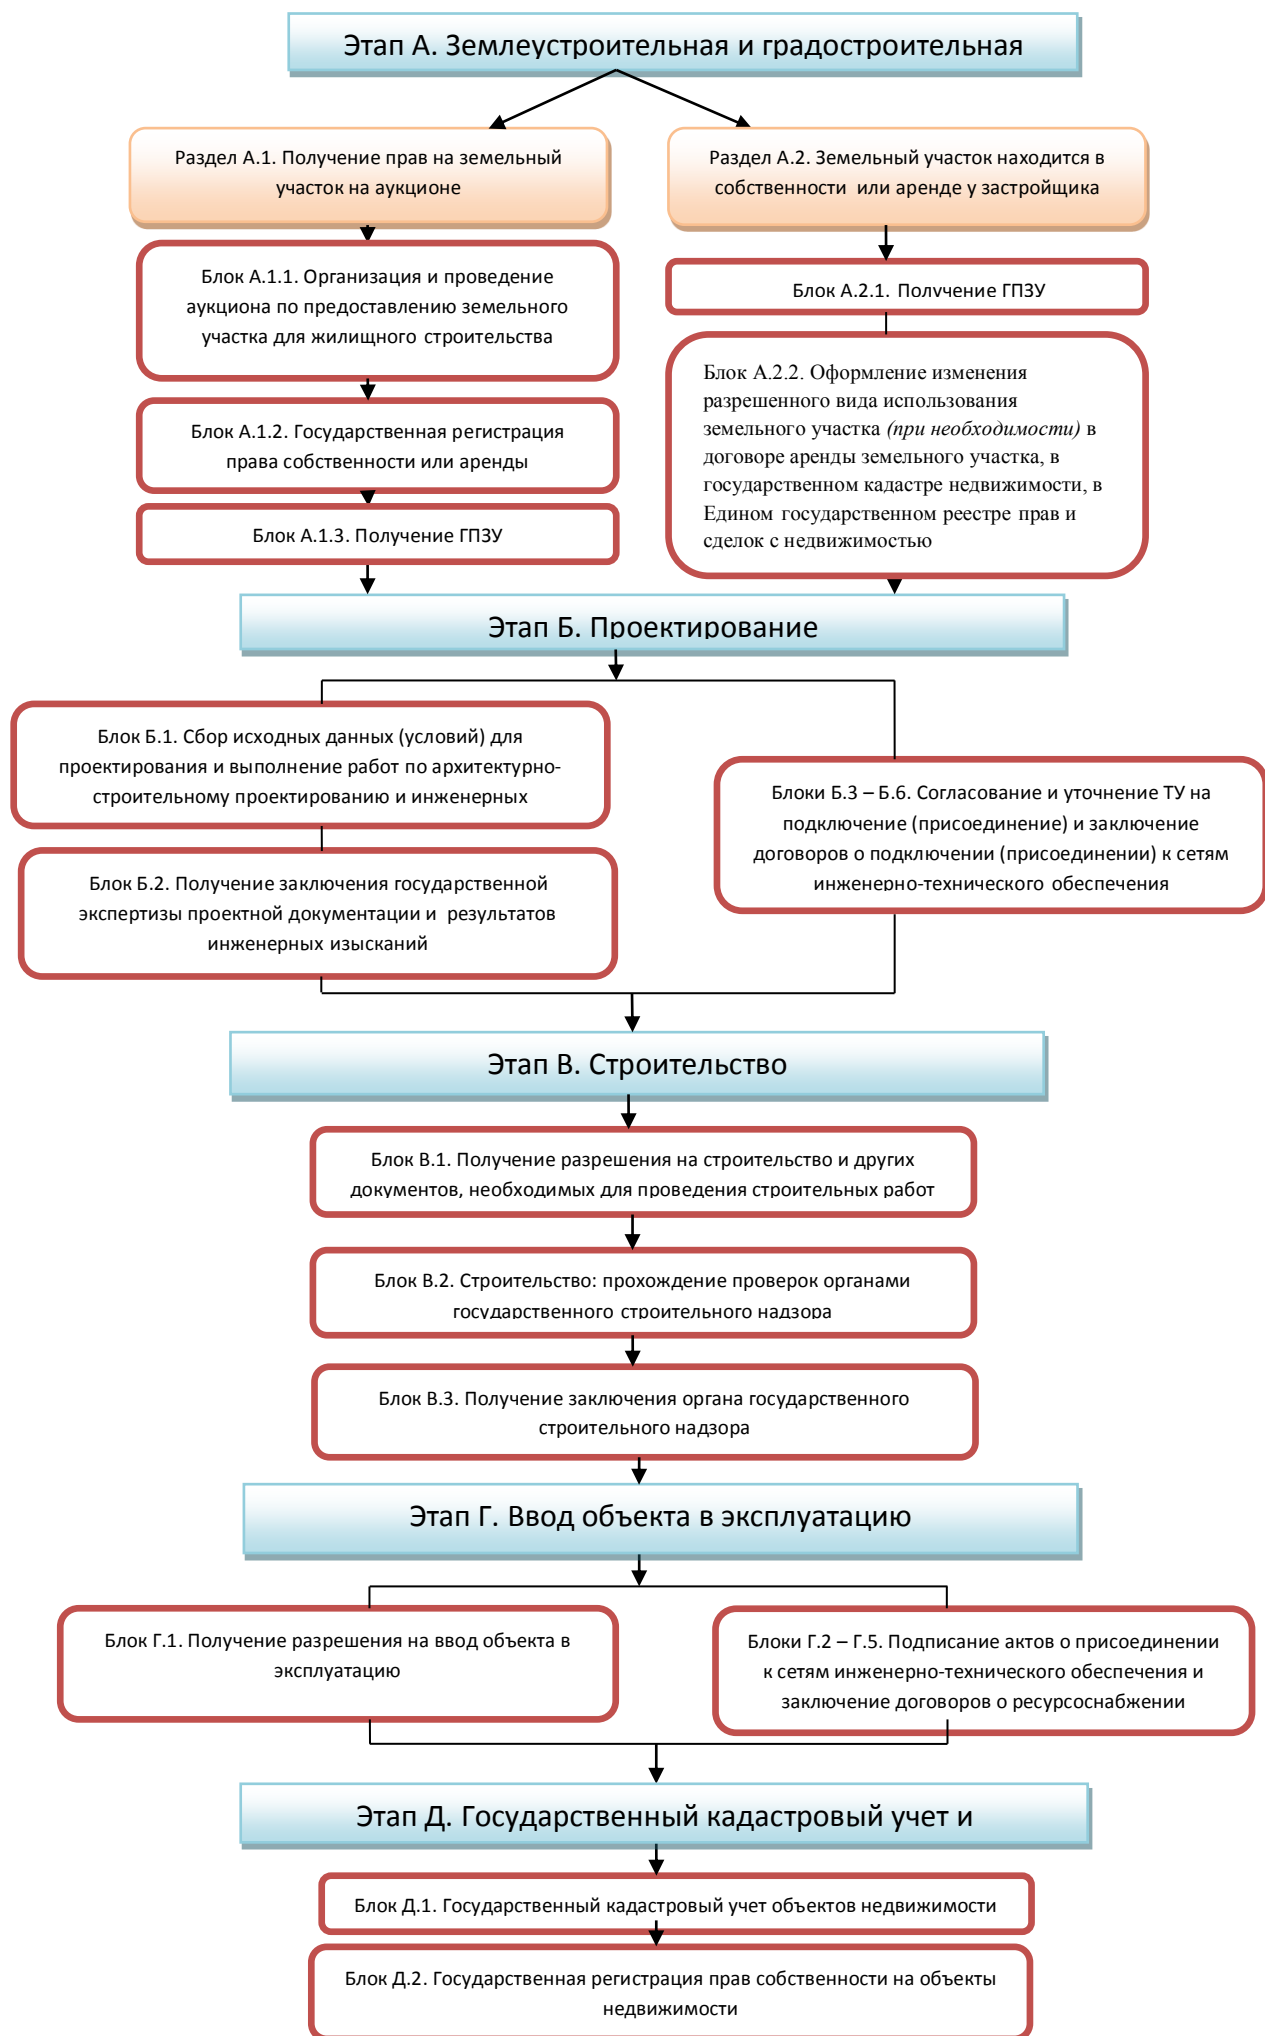 Этап А. Землеустроительная и градостроительная
Раздел А.1. Получение прав на земельный
участок на аукционе
Раздел А.2. Земельный участок находится в
собственности или аренде у застройщика
Блок А.1.1. Организация и проведение
аукциона по предоставлению земельного
участка для жилищного строительства
Блок А.2.1. Получение ГПЗУ
Блок А.1.2. Государственная регистрация
права собственности или аренды
Блок А.1.3. Получение ГПЗУ
Блок А.2.2. Оформление изменения
разрешенного вида использования
земельного участка (при необходимости) в
договоре аренды земельного участка, в
государственном кадастре недвижимости, в
Едином государственном реестре прав и
сделок с недвижимостью
Этап Б. Проектирование
Блок Б.1. Сбор исходных данных (условий) для
проектирования и выполнение работ по архитектурно-
строительному проектированию и инженерных
Блок Б.2. Получение заключения государственной
экспертизы проектной документации и результатов
инженерных изысканий
Блоки Б.3 – Б.6. Согласование и уточнение ТУ на
подключение (присоединение) и заключение
договоров о подключении (присоединении) к сетям
инженерно-технического обеспечения
Этап В. Строительство
Блок В.1. Получение разрешения на строительство и других
документов, необходимых для проведения строительных работ
Блок В.2. Строительство: прохождение проверок органами
государственного строительного надзора
Блок В.3. Получение заключения органа государственного
строительного надзора
Этап Г. Ввод объекта в эксплуатацию
Блок Г.1. Получение разрешения на ввод объекта в
эксплуатацию
Блоки Г.2 – Г.5. Подписание актов о присоединении
к сетям инженерно-технического обеспечения и
заключение договоров о ресурсоснабжении
Этап Д. Государственный кадастровый учет и
Блок Д.1. Государственный кадастровый учет объектов недвижимости
Блок Д.2. Государственная регистрация прав собственности на объекты
недвижимости